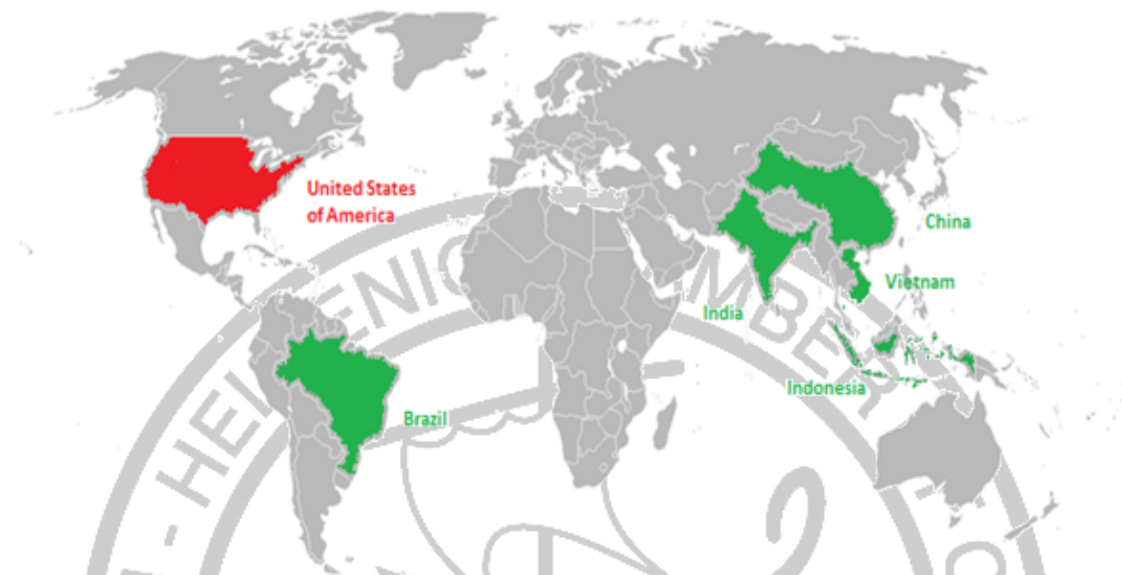 United States
of America
China
Vietnam
India
Indonesia
Brazil